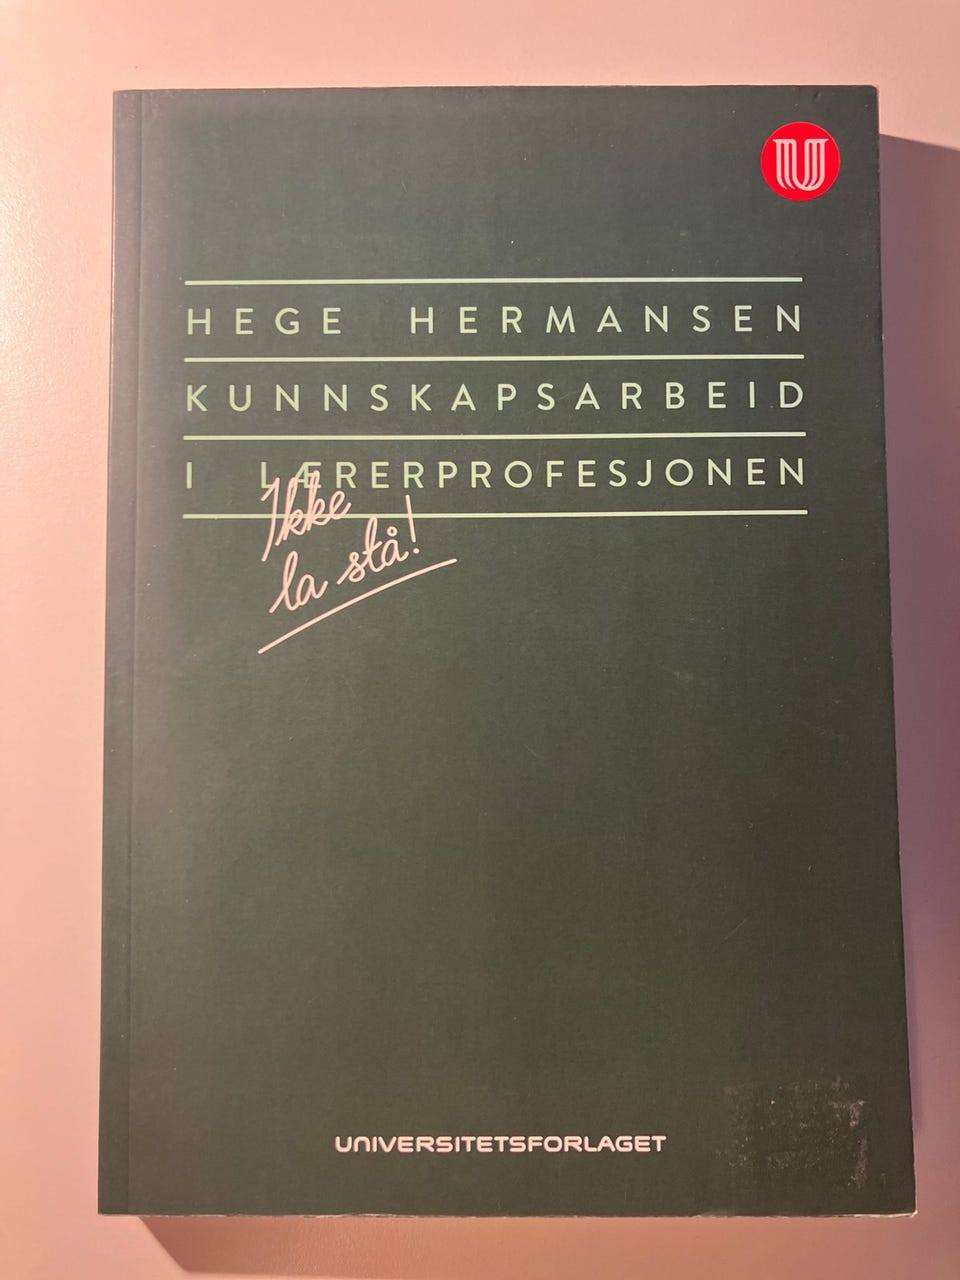 U
HEGE HERMANSEN
KUNNSKAPSARBEID
I LÆRERPROFESJONEN
Ikke
la stå!
UNIVERSITETSFORLAGET